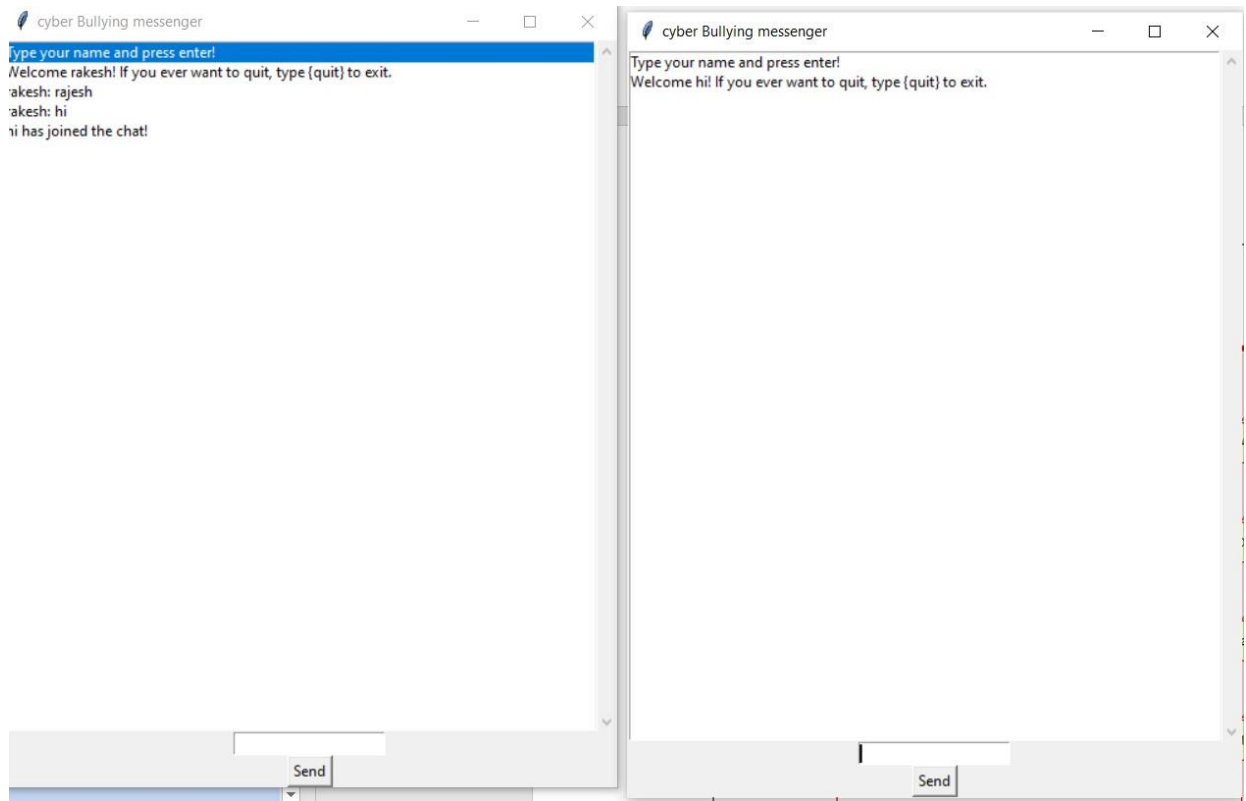 cyber Bullying messenger
Type your name and press enter!
Welcome rakesh! If you ever want to quit, type {quit} to exit.
rakesh: rajesh
rakesh: hi
hi has joined the chat!
Send
cyber Bullying messenger
Type your name and press enter!
Welcome hi! If you ever want to quit, type {quit} to exit.
Send